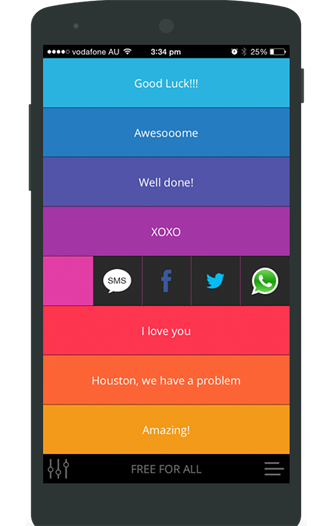 vodafone AU 3:34 pm 25%
Good Luck!!!
Awesooome
Well done!
XOXO
SMS
I love you
Houston, we have a problem
Amazing!
FREE FOR ALL